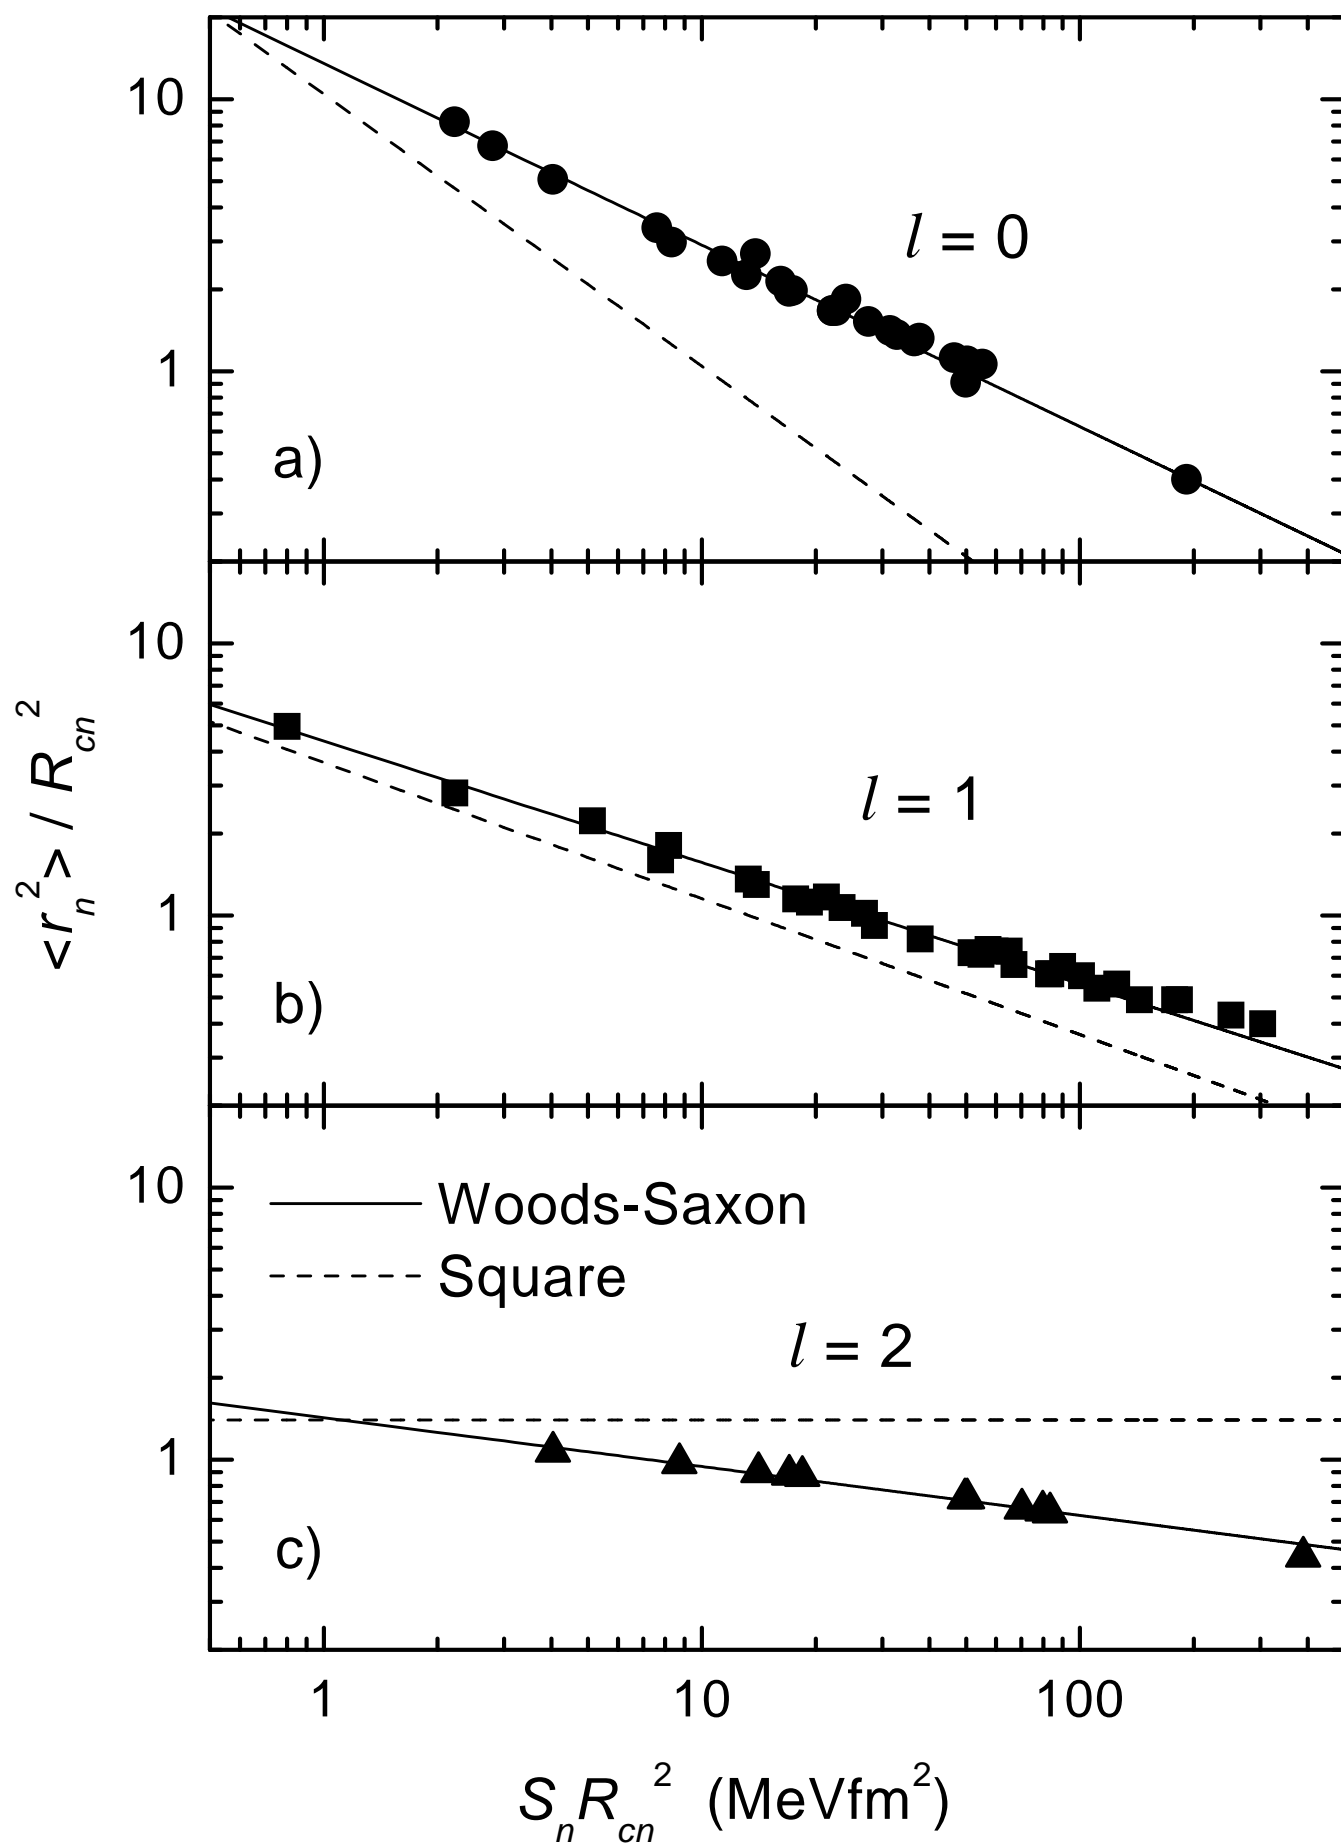 10
1
l = 0
a)
10
1
l = 1
b)
<r_n^2> / R_cn^2
10
1
Woods-Saxon
Square
l = 2
c)
1 10 100
S_n R_cn^2 (MeVfm^2)